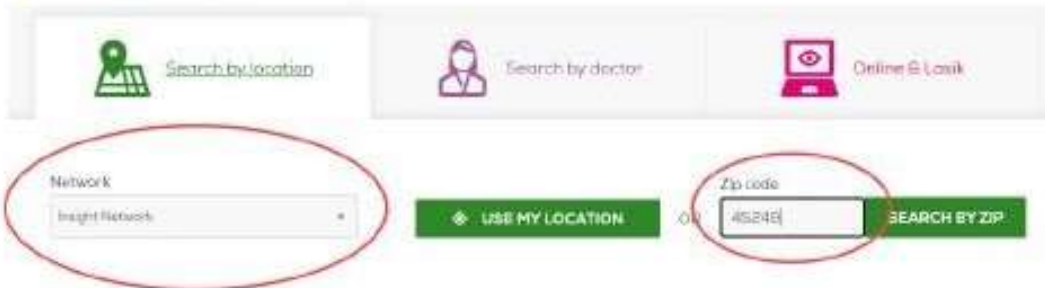 Search by location
Search by doctor
Online & Lasik
Network
Zip code
Insight Network
USE MY LOCATION
OR
SEARCH BY ZIP